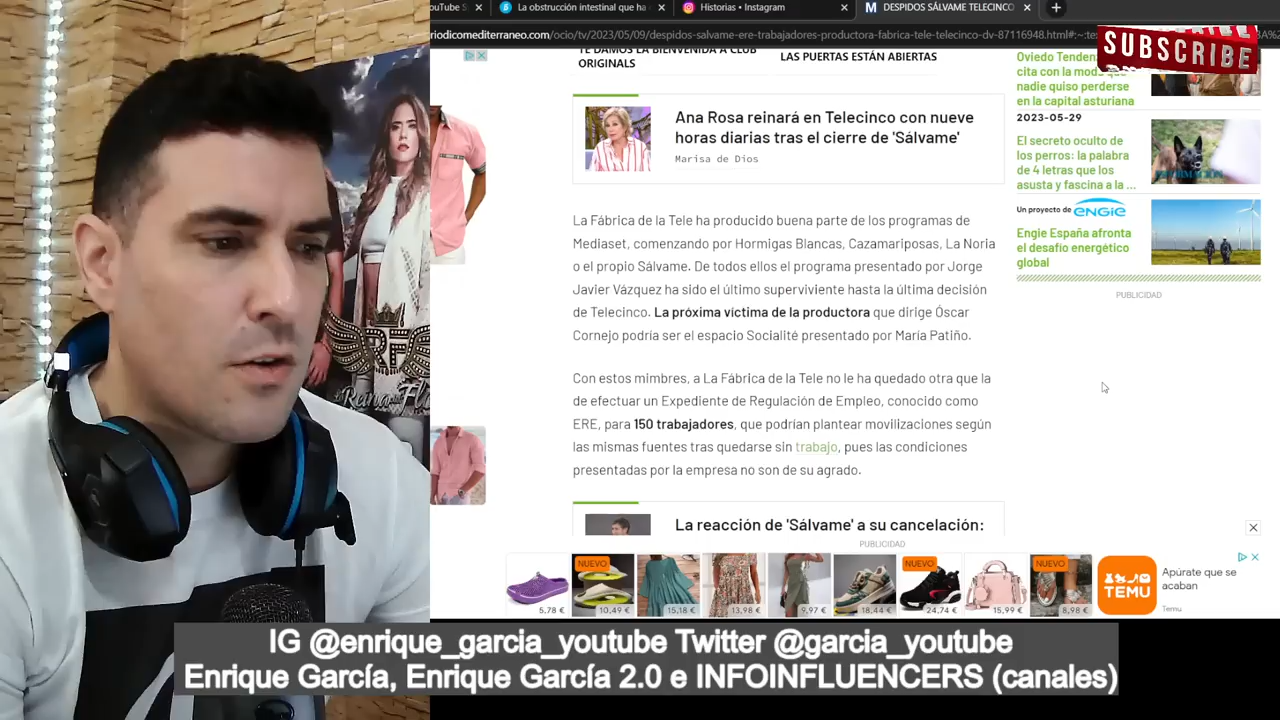 YouTube S
La obstrucción intestinal que ha
Historias • Instagram
DESPIDOS SÁLVAME TELECINCO
riodicomediterraneo.com/ocio/tv/2023/05/09/despidos-salvame-ere-trabajadores-productora-fabrica-tele-telecinco-dv-87116948.html#:~:te
SUBSCRIBE
TE DAMOS LA BIENVENIDA A CLUB
ORIGINALS
LAS PUERTAS ESTÁN ABIERTAS
Ana Rosa reinará en Telecinco con nueve
horas diarias tras el cierre de 'Sálvame'
Marisa de Dios
La Fábrica de la Tele ha producido buena parte de los programas de
Mediaset, comenzando por Hormigas Blancas, Cazamariposas, La Noria
o el propio Sálvame. De todos ellos el programa presentado por Jorge
Javier Vázquez ha sido el último superviviente hasta la última decisión
de Telecinco. La próxima víctima de la productora que dirige Óscar
Cornejo podría ser el espacio Socialité presentado por María Patiño.
Con estos mimbres, a La Fábrica de la Tele no le ha quedado otra que la
de efectuar un Expediente de Regulación de Empleo, conocido como
ERE, para 150 trabajadores, que podrían plantear movilizaciones según
las mismas fuentes tras quedarse sin trabajo, pues las condiciones
presentadas por la empresa no son de su agrado.
La reacción de 'Sálvame' a su cancelación:
Oviedo Tenden
cita con la moda que
nadie quiso perderse
en la capital asturiana
2023-05-29
El secreto oculto de
los perros: la palabra
de 4 letras que los
asusta y fascina a la ...
Un proyecto de ENGIE
Engie España afronta
el desafío energético
global
PUBLICIDAD
PUBLICIDAD
NUEVO
NUEVO
NUEVO
5,78 €
10,49 €
15,18 €
13,98 €
9,97 €
18,44 €
24,74 €
15,99 €
8,98 €
TEMU
Apúrate que se
acaban
Temu
RFG
La Rana
IG @enrique_garcia_youtube Twitter @garcia_youtube
Enrique García, Enrique García 2.0 e INFOINFLUENCERS (canales)